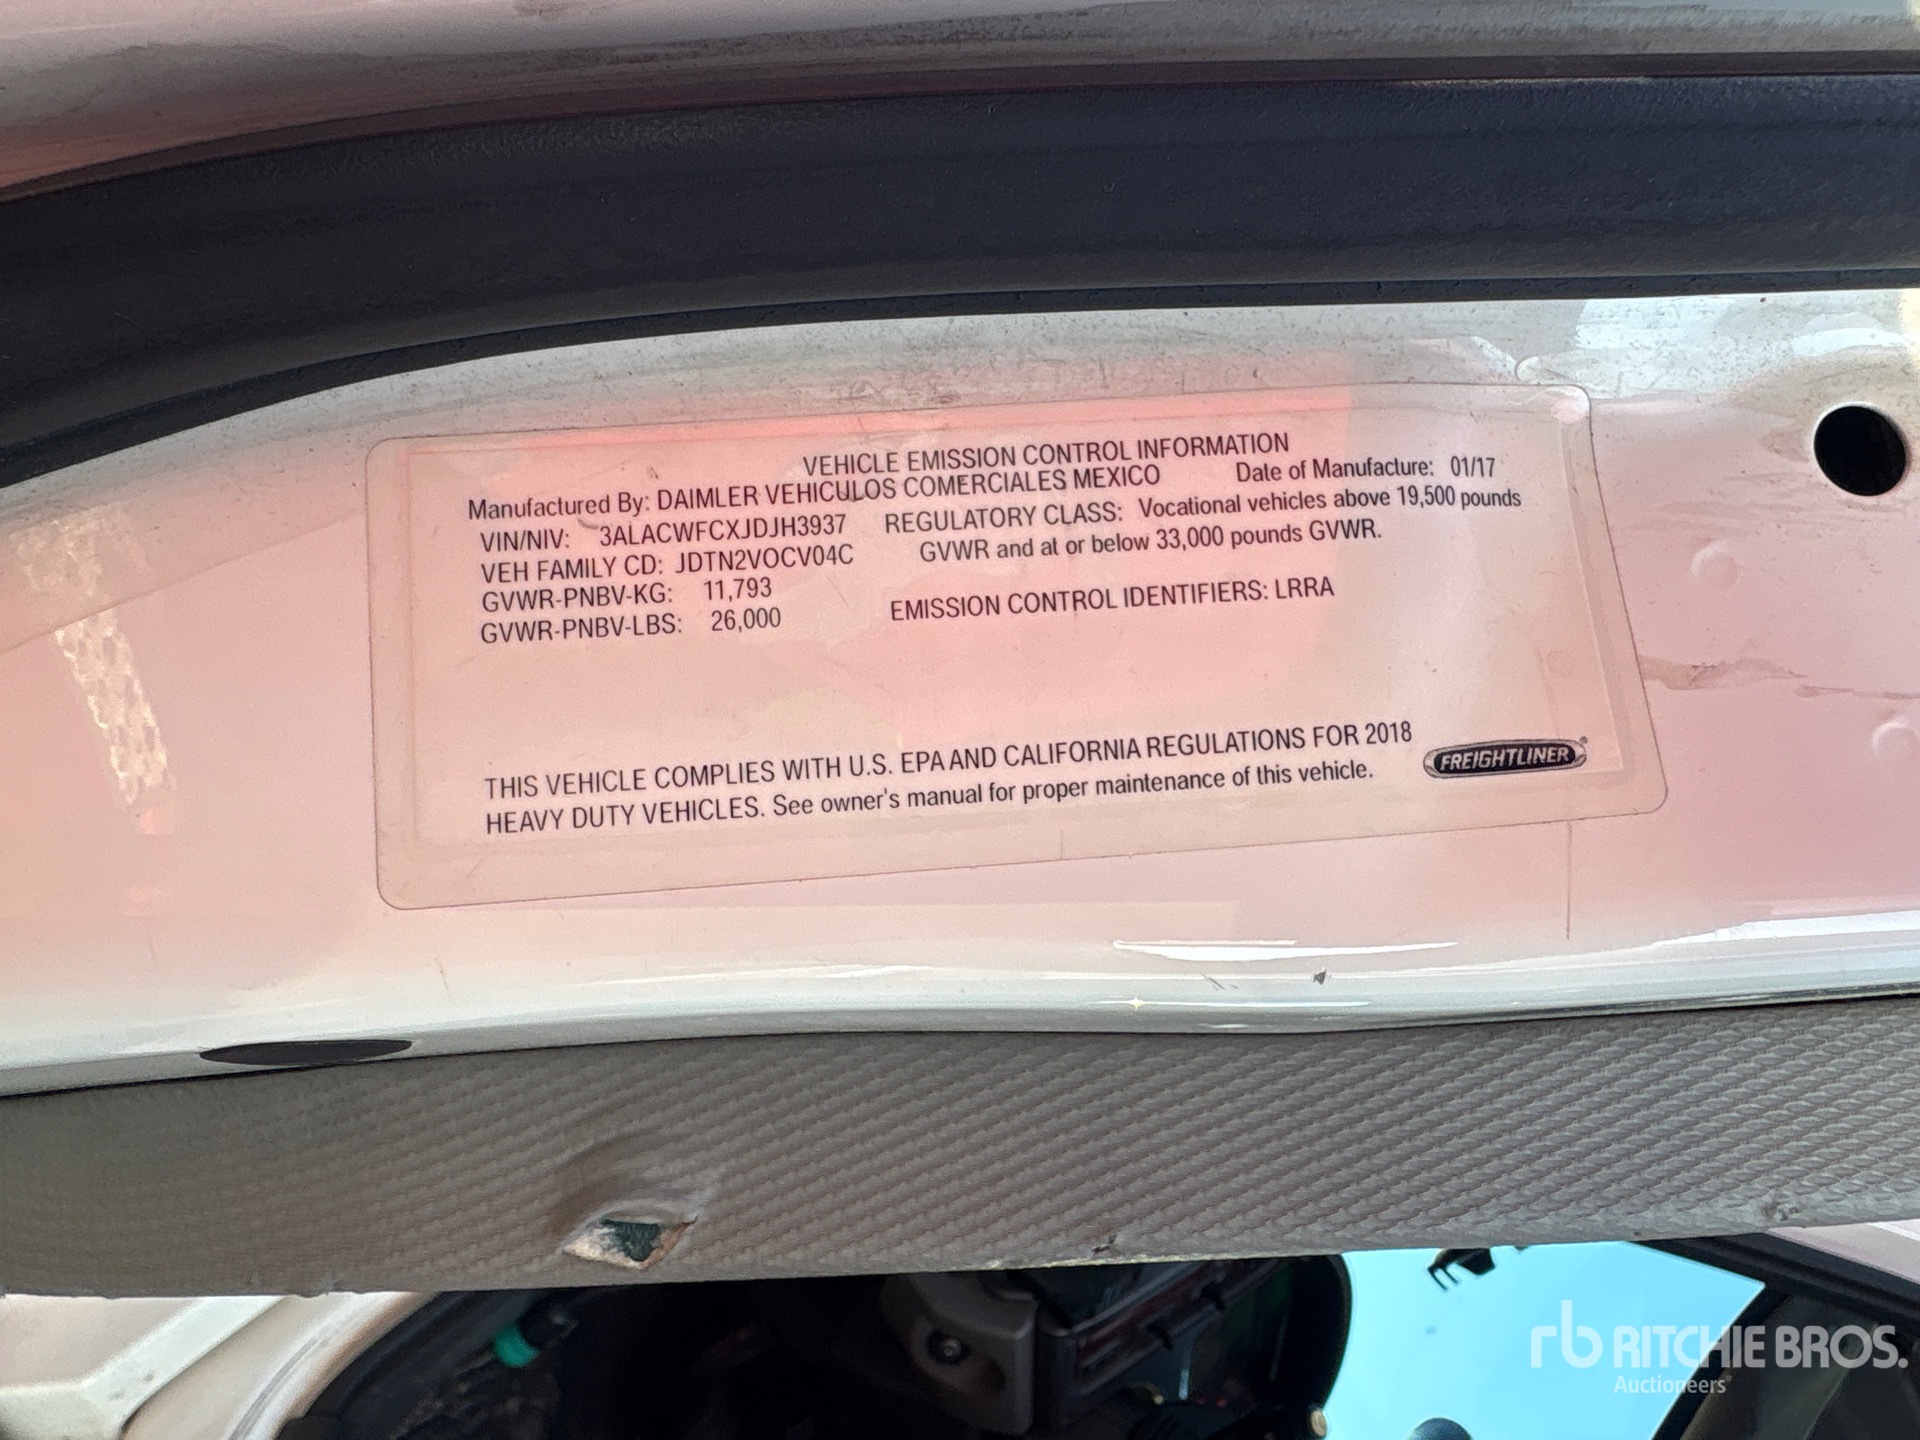 VEHICLE EMISSION CONTROL INFORMATION
Manufactured By: DAIMLER VEHICULOS COMERCIALES MEXICO Date of Manufacture: 01/17
VIN/NIV: 3ALACWFCXJDJH3937 REGULATORY CLASS: Vocational vehicles above 19,500 pounds
VEH FAMILY CD: JDTN2VOCV04C GVWR and at or below 33,000 pounds GVWR.
GVWR-PNBV-KG: 11,793
GVWR-PNBV-LBS: 26,000 EMISSION CONTROL IDENTIFIERS: LRRA
THIS VEHICLE COMPLIES WITH U.S. EPA AND CALIFORNIA REGULATIONS FOR 2018
HEAVY DUTY VEHICLES. See owner's manual for proper maintenance of this vehicle.
FREIGHTLINER
rb RITCHIE BROS.
Auctioneers